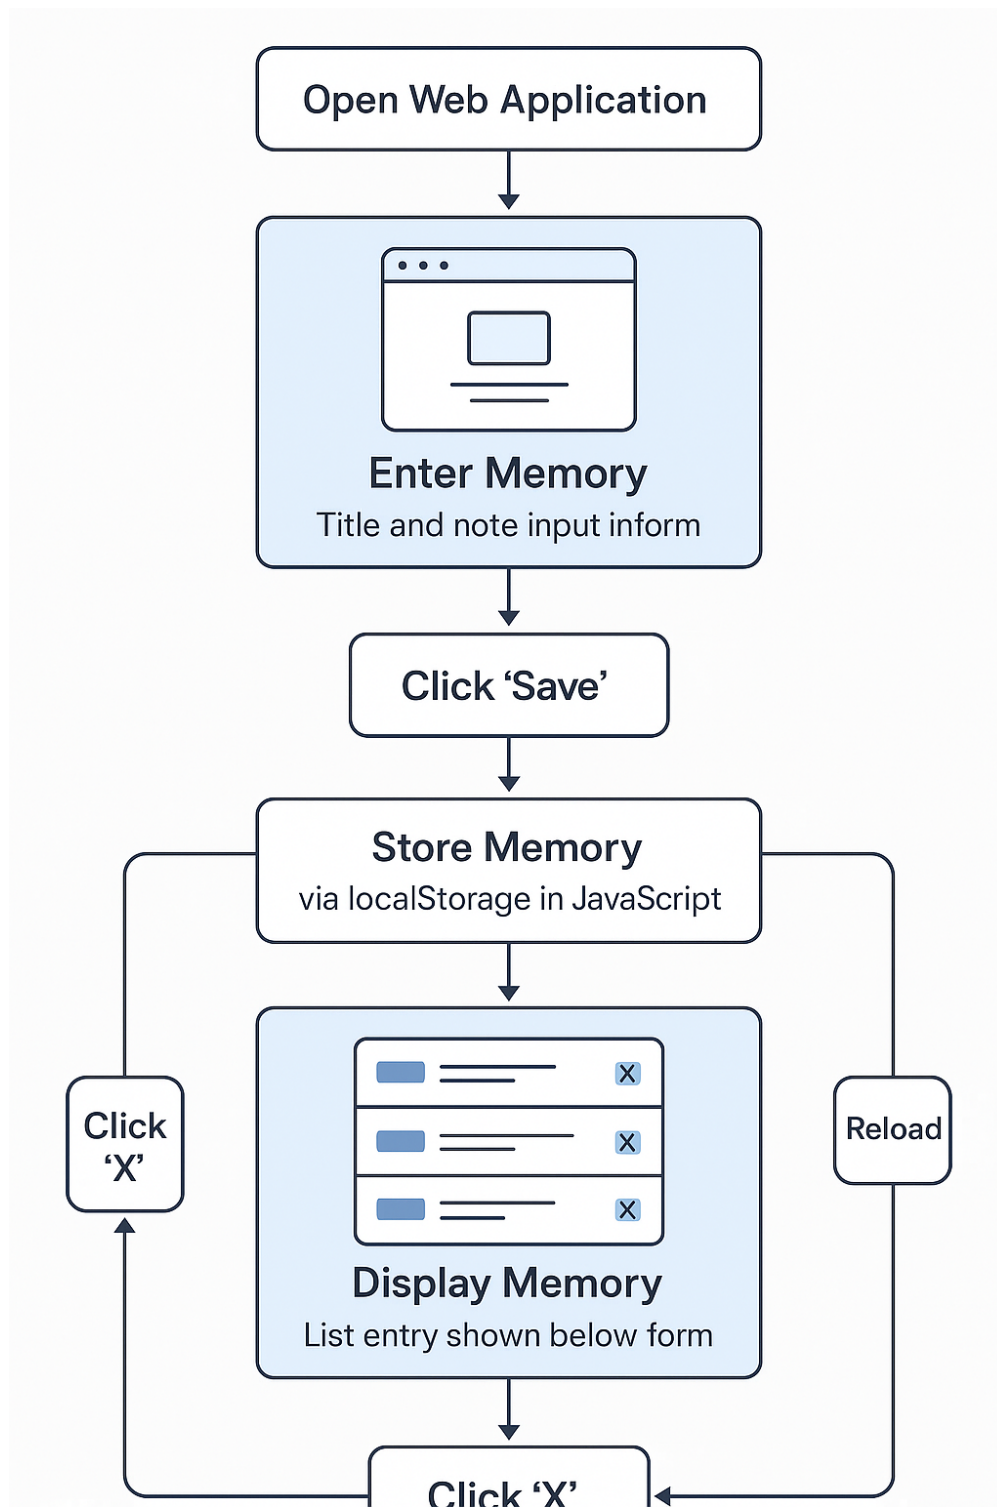 Open Web Application
Enter Memory
Title and note input inform
Click ‘Save’
Store Memory
via localStorage in JavaScript
Click
‘X’
Reload
X
X
X
Display Memory
List entry shown below form
Click ‘X’